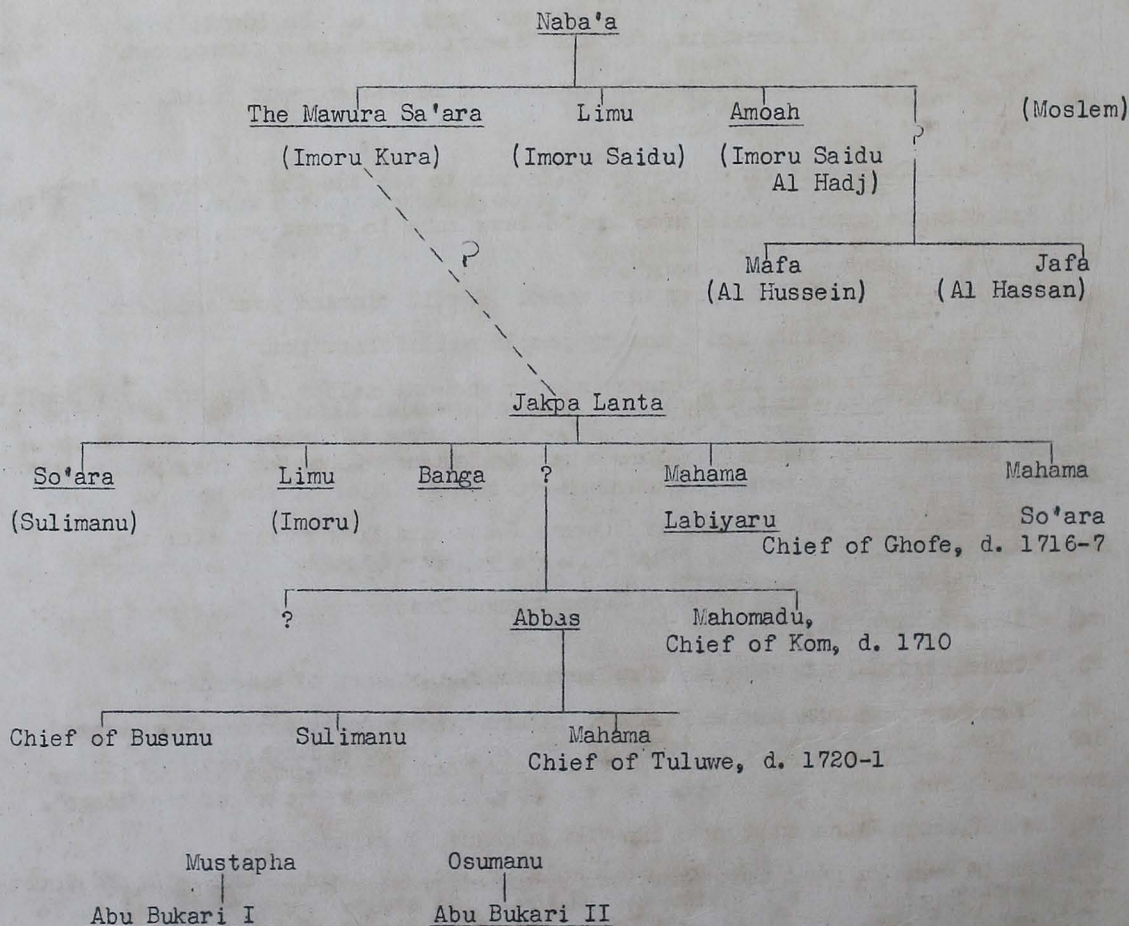 Naba'a
The Mawura Sa'ara Limu Amoah ? (Moslem)
(Imoru Kura) (Imoru Saidu) (Imoru Saidu
Al Hadj)
?
Mafa Jafa
(Al Hussein) (Al Hassan)
Jakpa Lanta
So'ara Limu Banga ? Mahama Mahama
(Sulimanu) (Imoru) Labiyaru So'ara
Chief of Ghofe, d. 1716-7
? Abbas Mahomadu,
Chief of Kom, d. 1710
Chief of Busunu Sulimanu Mahama
Chief of Tuluwe, d. 1720-1
Mustapha Osumanu
Abu Bukari I Abu Bukari II